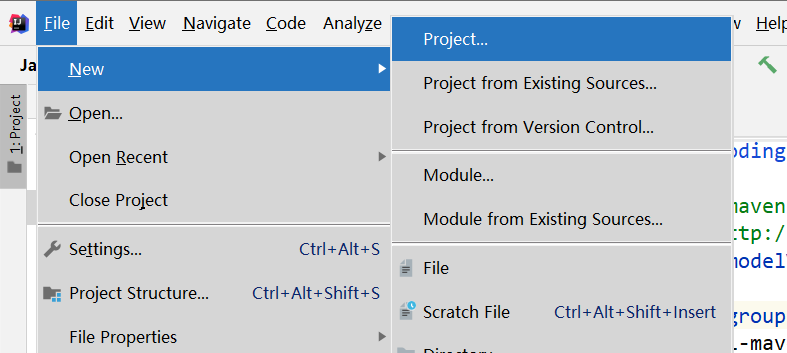 File Edit View Navigate Code Analyze Help
Project...
New
Project from Existing Sources...
Open...
Project from Version Control...
Open Recent
Module...
Close Project
Module from Existing Sources...
Settings... Ctrl+Alt+S
File
Project Structure... Ctrl+Alt+Shift+S
Scratch File Ctrl+Alt+Shift+Insert
File Properties
Directory
1: Project